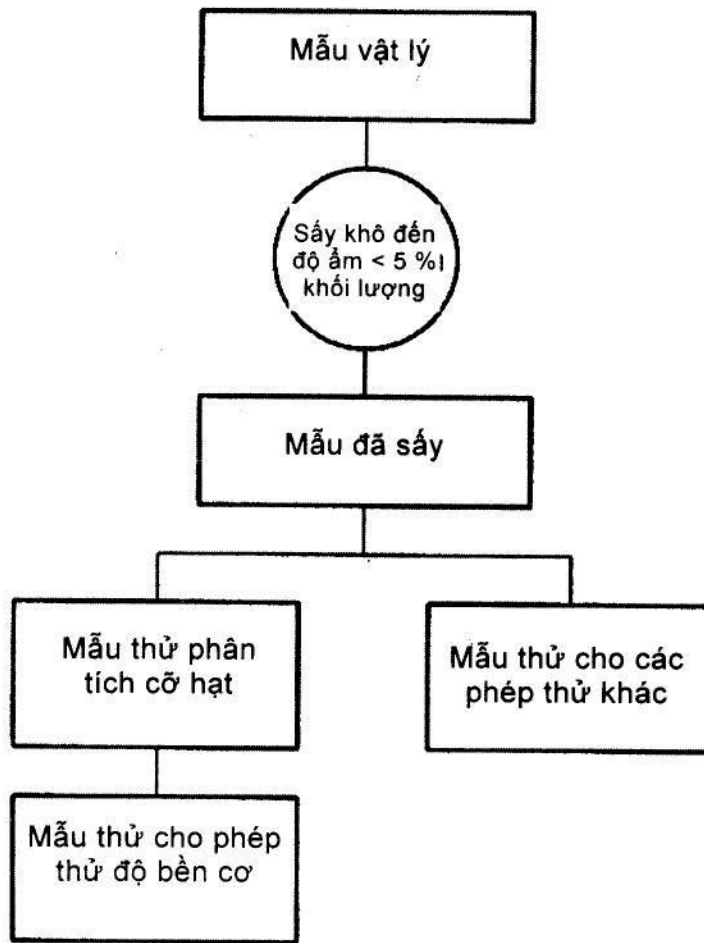 Mẫu vật lý
Sấy khô đến
độ ẩm < 5 %
khối lượng
Mẫu đã sấy
Mẫu thử phân
tích cỡ hạt
Mẫu thử cho các
phép thử khác
Mẫu thử cho phép
thử độ bền cơ